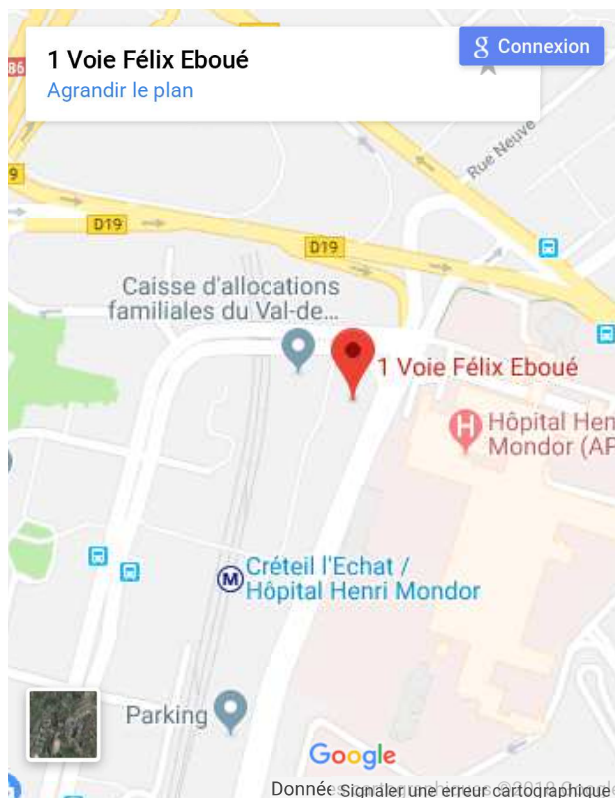 1 Voie Félix Eboué
Agrandir le plan
Connexion
86
Rue Neuve
9
D19
D19
Caisse d'allocations
familiales du Val-de...
1 Voie Félix Eboué
H
Hôpital Hen
Mondor (AP
M
Créteil l'Echat /
Hôpital Henri Mondor
Parking
Google
Donnée
Signaler une erreur cartographique